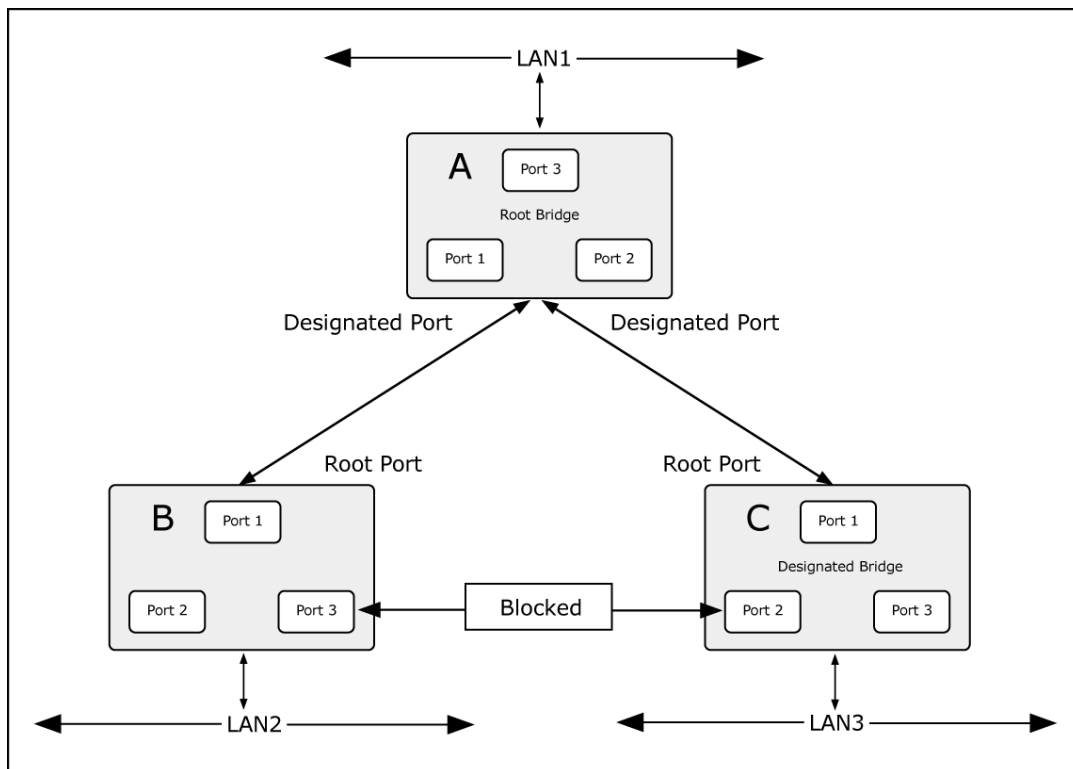 LAN1
A
Port 3
Root Bridge
Port 1
Port 2
Designated Port
Designated Port
Root Port
Root Port
B
Port 1
Port 2
Port 3
Blocked
C
Port 1
Designated Bridge
Port 2
Port 3
LAN2
LAN3